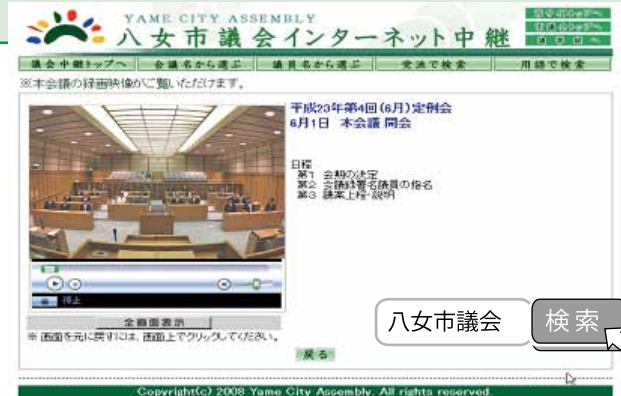 YAME CITY ASSEMBLY
八女市議会インターネット中継
議会中継トップへ 会議名から選ぶ 議員名から選ぶ 用語で検索
※本会議の録画映像がご覧いただけます。
平成23年第4回(6月)定例会
6月1日 本会議 開会
日程
第1 会期の決定
第2 会議録署名議員の指名
第3 議案上程・説明
停止
全画面表示
※ 画面を元に戻すには、画面上でクリックしてください。
八女市議会 検索
戻る
Copyright(c) 2008 Yame City Assembly. All rights reserved.